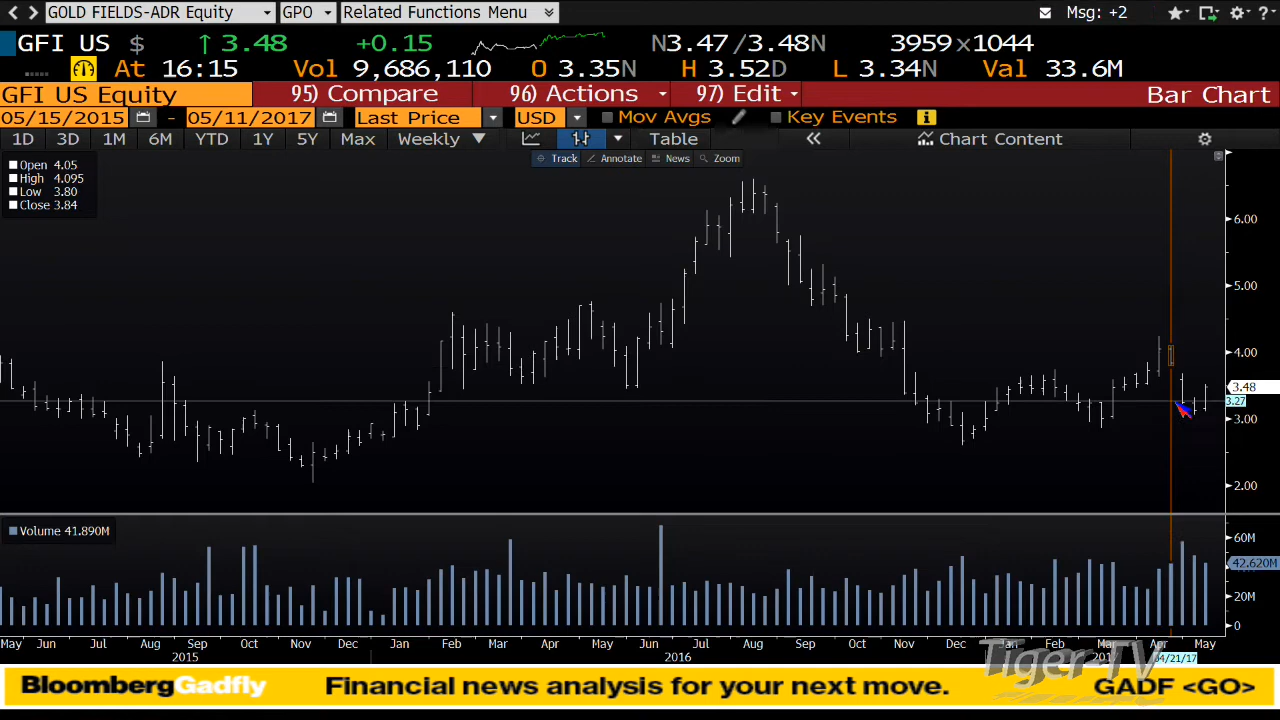 GOLD FIELDS-ADR Equity GPO Related Functions Menu Msg: +2 ?
GFI US $ ↑ 3.48 +0.15 N3.47/3.48N 3959x1044
At 16:15 Vol 9,686,110 O 3.35N H 3.52D L 3.34N Val 33.6M
GFI US Equity 95) Compare 96) Actions 97) Edit Bar Chart
05/15/2015 - 05/11/2017 Last Price USD Mov Avgs Key Events
1D 3D 1M 6M YTD 1Y 5Y Max Weekly Table Chart Content
Track Annotate News Zoom
Open 4.05
High 4.095
Low 3.80
Close 3.84
6.00
5.00
4.00
3.48
3.27
3.00
2.00
Volume 41.890M
60M
42.620M
20M
0
May Jun Jul Aug Sep Oct Nov Dec Jan Feb Mar Apr May Jun Jul Aug Sep Oct Nov Dec Jan Feb Mar Apr May
2015 2016 04/21/17
Tiger-TV
BloombergGadfly Financial news analysis for your next move. GADF <GO>